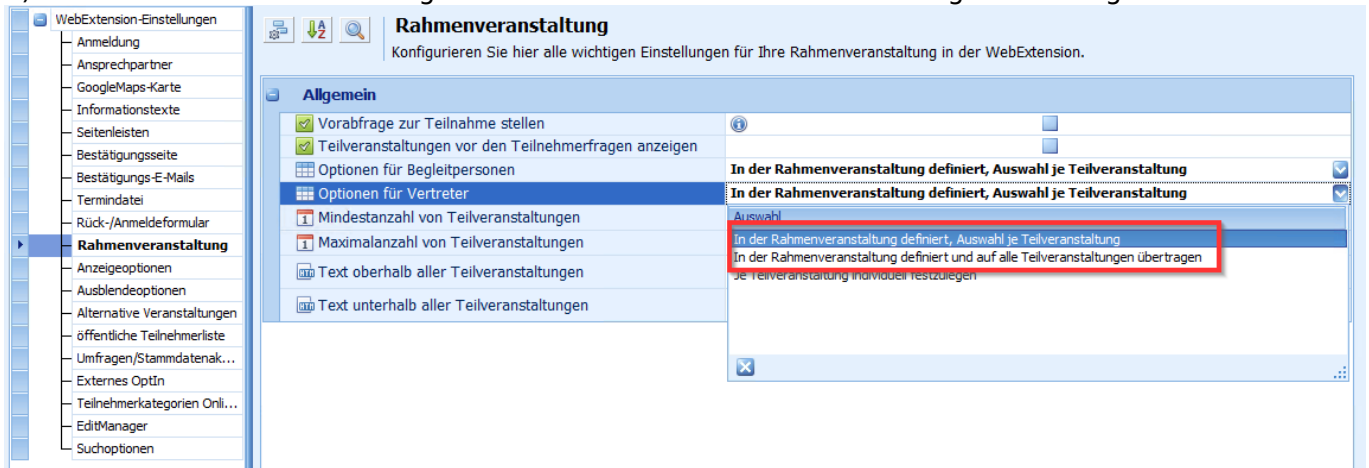 WebExtension-Einstellungen
Anmeldung
Ansprechpartner
GoogleMaps-Karte
Informationstexte
Seitenleisten
Bestätigungsseite
Bestätigungs-E-Mails
Termindatei
Rück-/Anmeldeformular
Rahmenveranstaltung
Anzeigeoptionen
Ausblendeoptionen
Alternative Veranstaltungen
öffentliche Teilnehmerliste
Umfragen/Stammdatenak...
Externes OptIn
Teilnehmerkategorien Onli...
EditManager
Suchoptionen
Rahmenveranstaltung
Konfigurieren Sie hier alle wichtigen Einstellungen für Ihre Rahmenveranstaltung in der WebExtension.
Allgemein
Vorabfrage zur Teilnahme stellen
Teilveranstaltungen vor den Teilnehmerfragen anzeigen
Optionen für Begleitpersonen In der Rahmenveranstaltung definiert, Auswahl je Teilveranstaltung
Optionen für Vertreter In der Rahmenveranstaltung definiert, Auswahl je Teilveranstaltung
Mindestanzahl von Teilveranstaltungen
Maximalanzahl von Teilveranstaltungen
Text oberhalb aller Teilveranstaltungen
Text unterhalb aller Teilveranstaltungen
Auswahl
In der Rahmenveranstaltung definiert, Auswahl je Teilveranstaltung
In der Rahmenveranstaltung definiert und auf alle Teilveranstaltungen übertragen
Je Teilveranstaltung individuell festzulegen